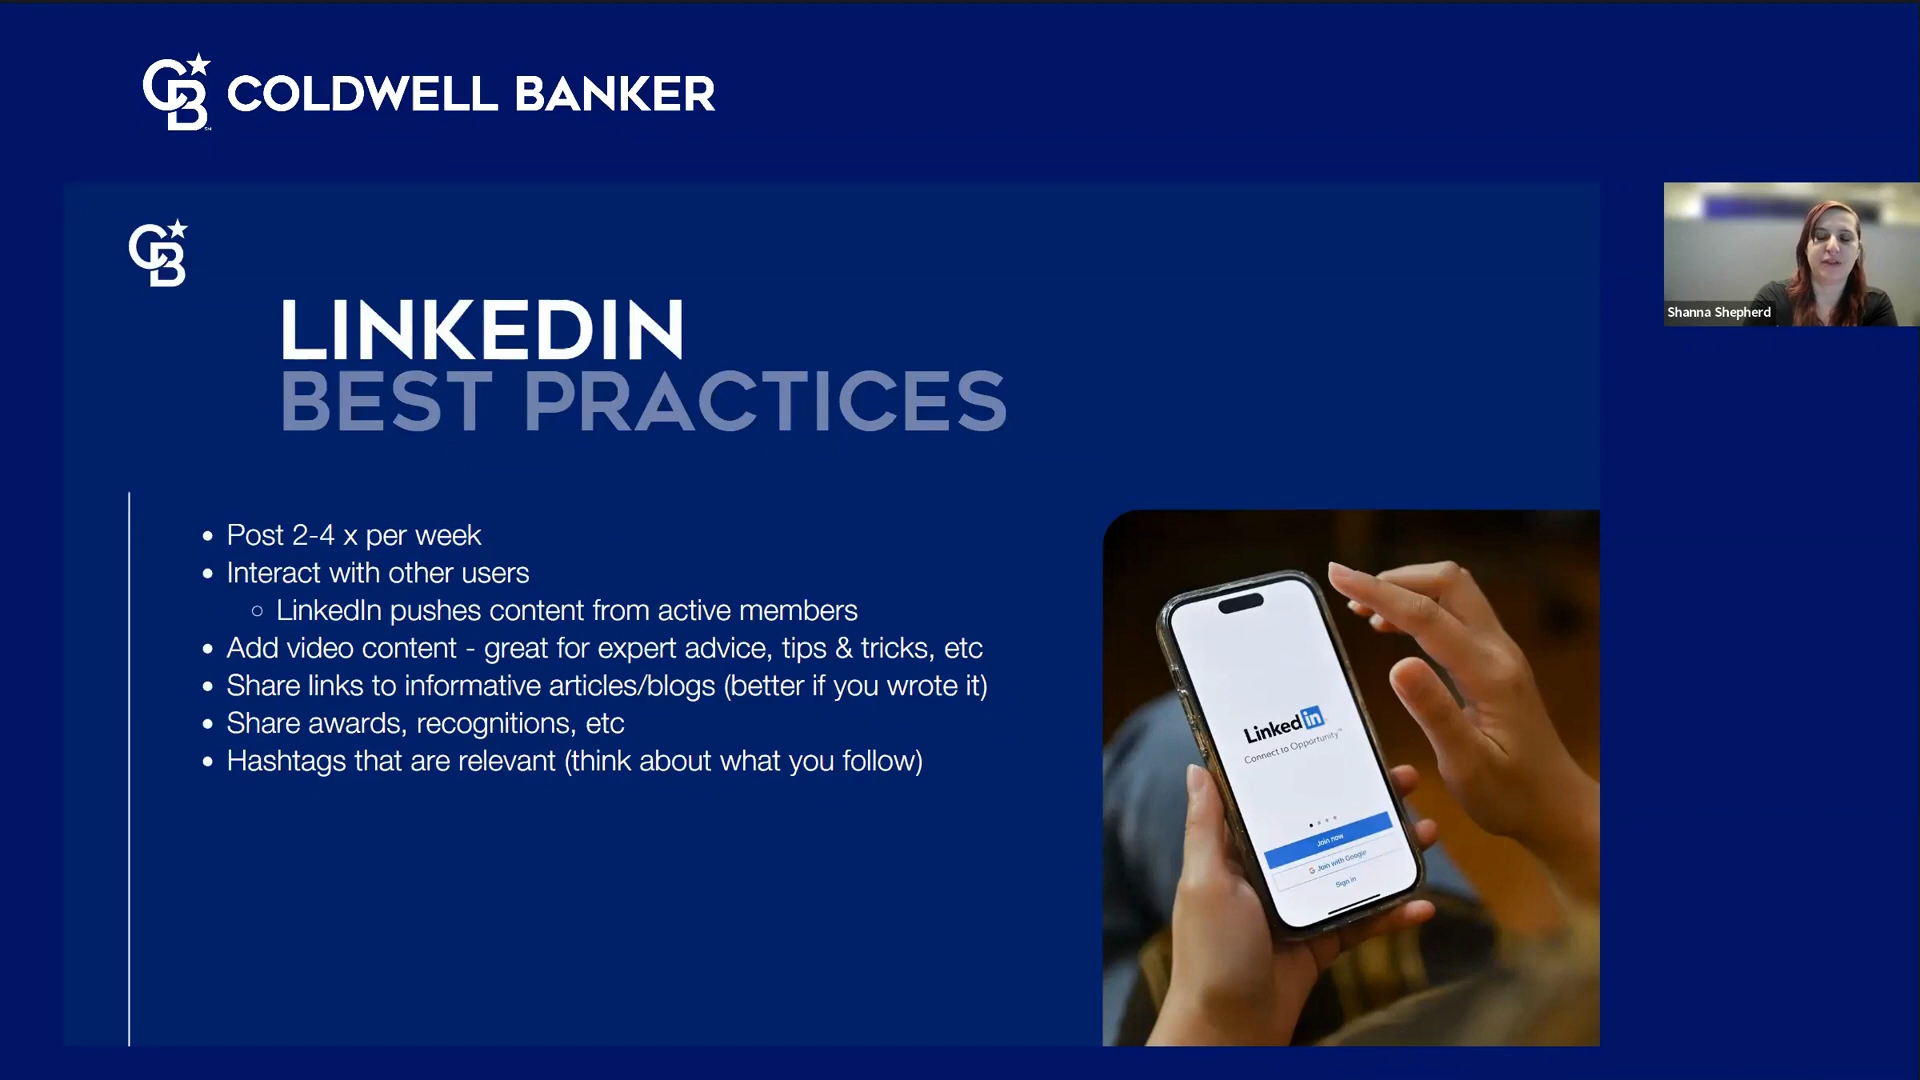 CB COLDWELL BANKER
CB
LINKEDIN
BEST PRACTICES
• Post 2-4 x per week
• Interact with other users
○ LinkedIn pushes content from active members
• Add video content - great for expert advice, tips & tricks, etc
• Share links to informative articles/blogs (better if you wrote it)
• Share awards, recognitions, etc
• Hashtags that are relevant (think about what you follow)
Linked in
Connect to Opportunity™
Join now
G Join with Google
Sign in
Shanna Shepherd